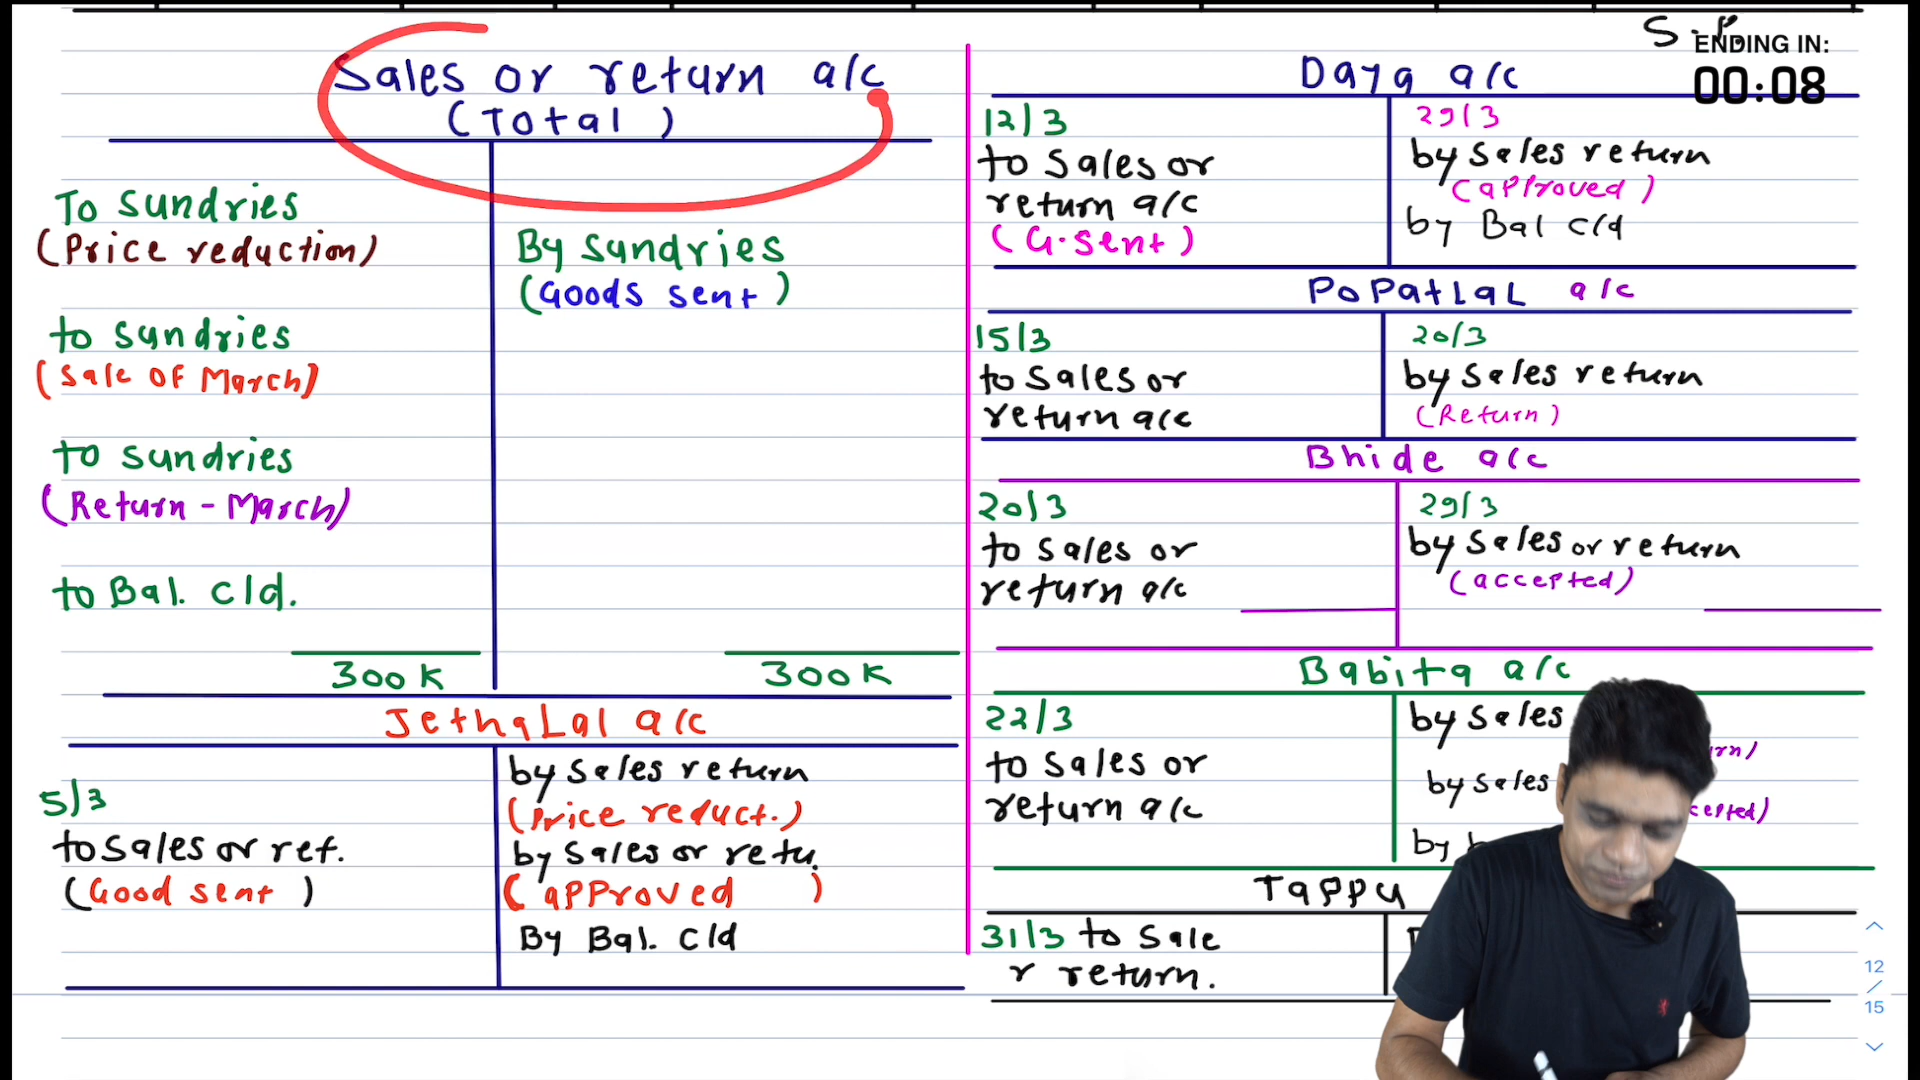 S.P.
ENDING IN:
00:08
Sales or return a/c
(Total)
To sundries
(Price reduction)
By sundries
(Goods sent)
to sundries
(Sale OF March)
to sundries
(Return - March)
to Bal. c/d.
300K
300K
JethaLal a/c
5/3
to Sales or ret.
(Good sent)
by Sales return
(Price reduct.)
by Sales or retu.
(approved)
By Bal. c/d
Daya a/c
12/3
to Sales or
return a/c
(G.Sent)
29/3
by Sales return
(approved)
by Bal c/d
PoPatLaL a/c
15/3
to Sales or
return a/c
20/3
by Sales return
(Return)
Bhide a/c
20/3
to Sales or
return a/c
29/3
by Sales or return
(accepted)
Babita a/c
22/3
to Sales or
return a/c
by Sales
by Sales
by
Tappu
31/3 to Sale
r return.
12
/
15